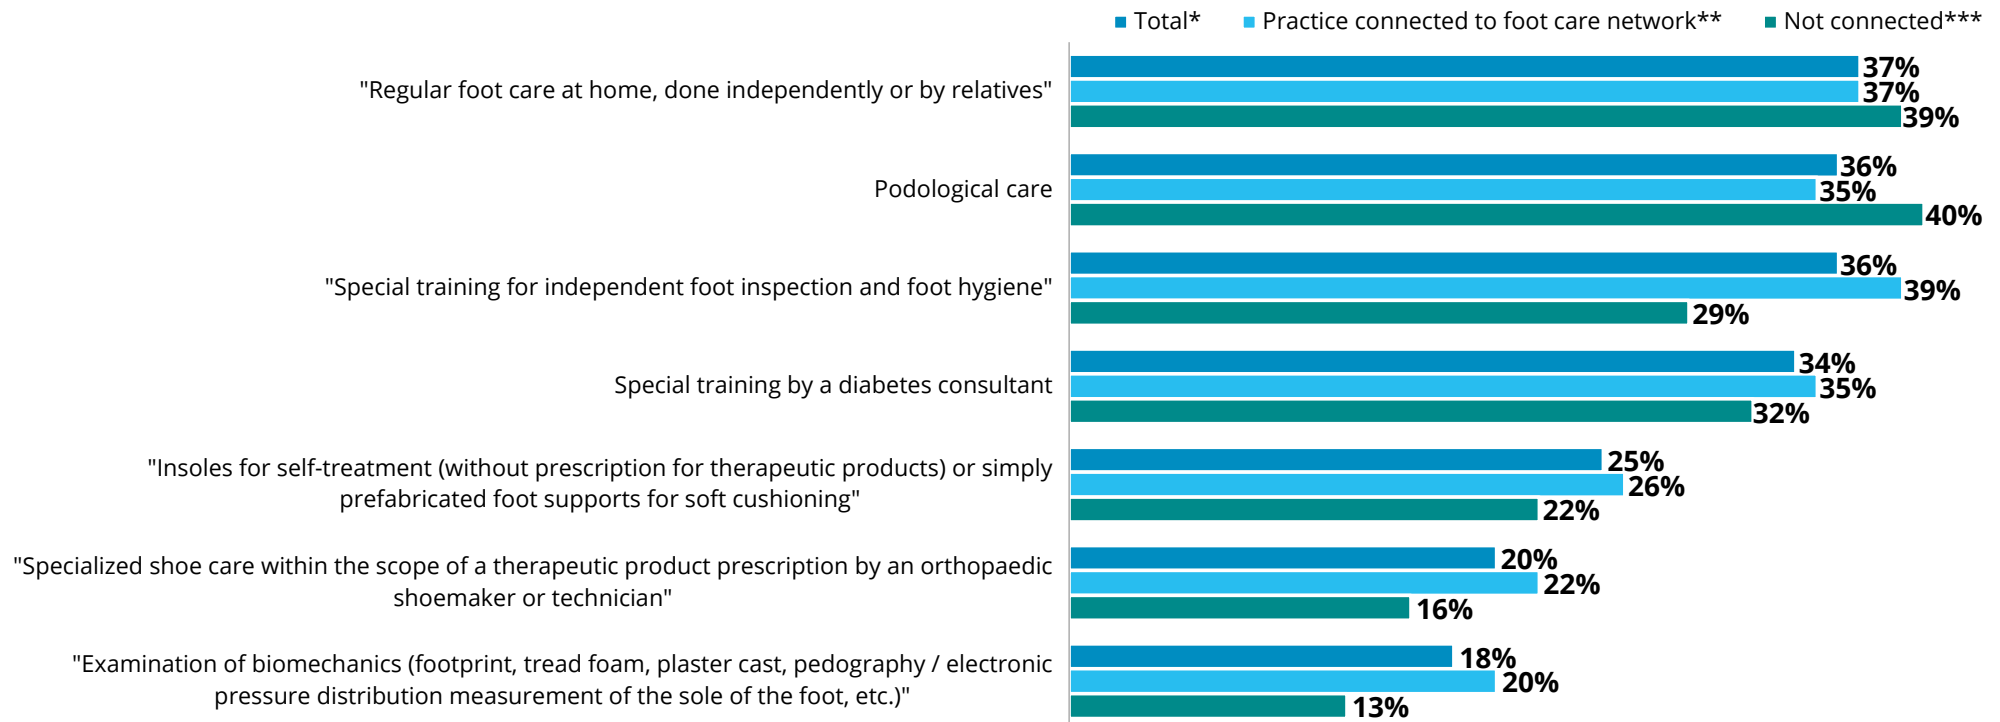 Total* Practice connected to foot care network** Not connected***
"Regular foot care at home, done independently or by relatives"
37%
37%
39%
Podological care
36%
35%
40%
"Special training for independent foot inspection and foot hygiene"
36%
39%
29%
Special training by a diabetes consultant
34%
35%
32%
"Insoles for self-treatment (without prescription for therapeutic products) or simply
prefabricated foot supports for soft cushioning"
25%
26%
22%
"Specialized shoe care within the scope of a therapeutic product prescription by an orthopaedic
shoemaker or technician"
20%
22%
16%
"Examination of biomechanics (footprint, tread foam, plaster cast, pedography / electronic
pressure distribution measurement of the sole of the foot, etc.)"
18%
20%
13%